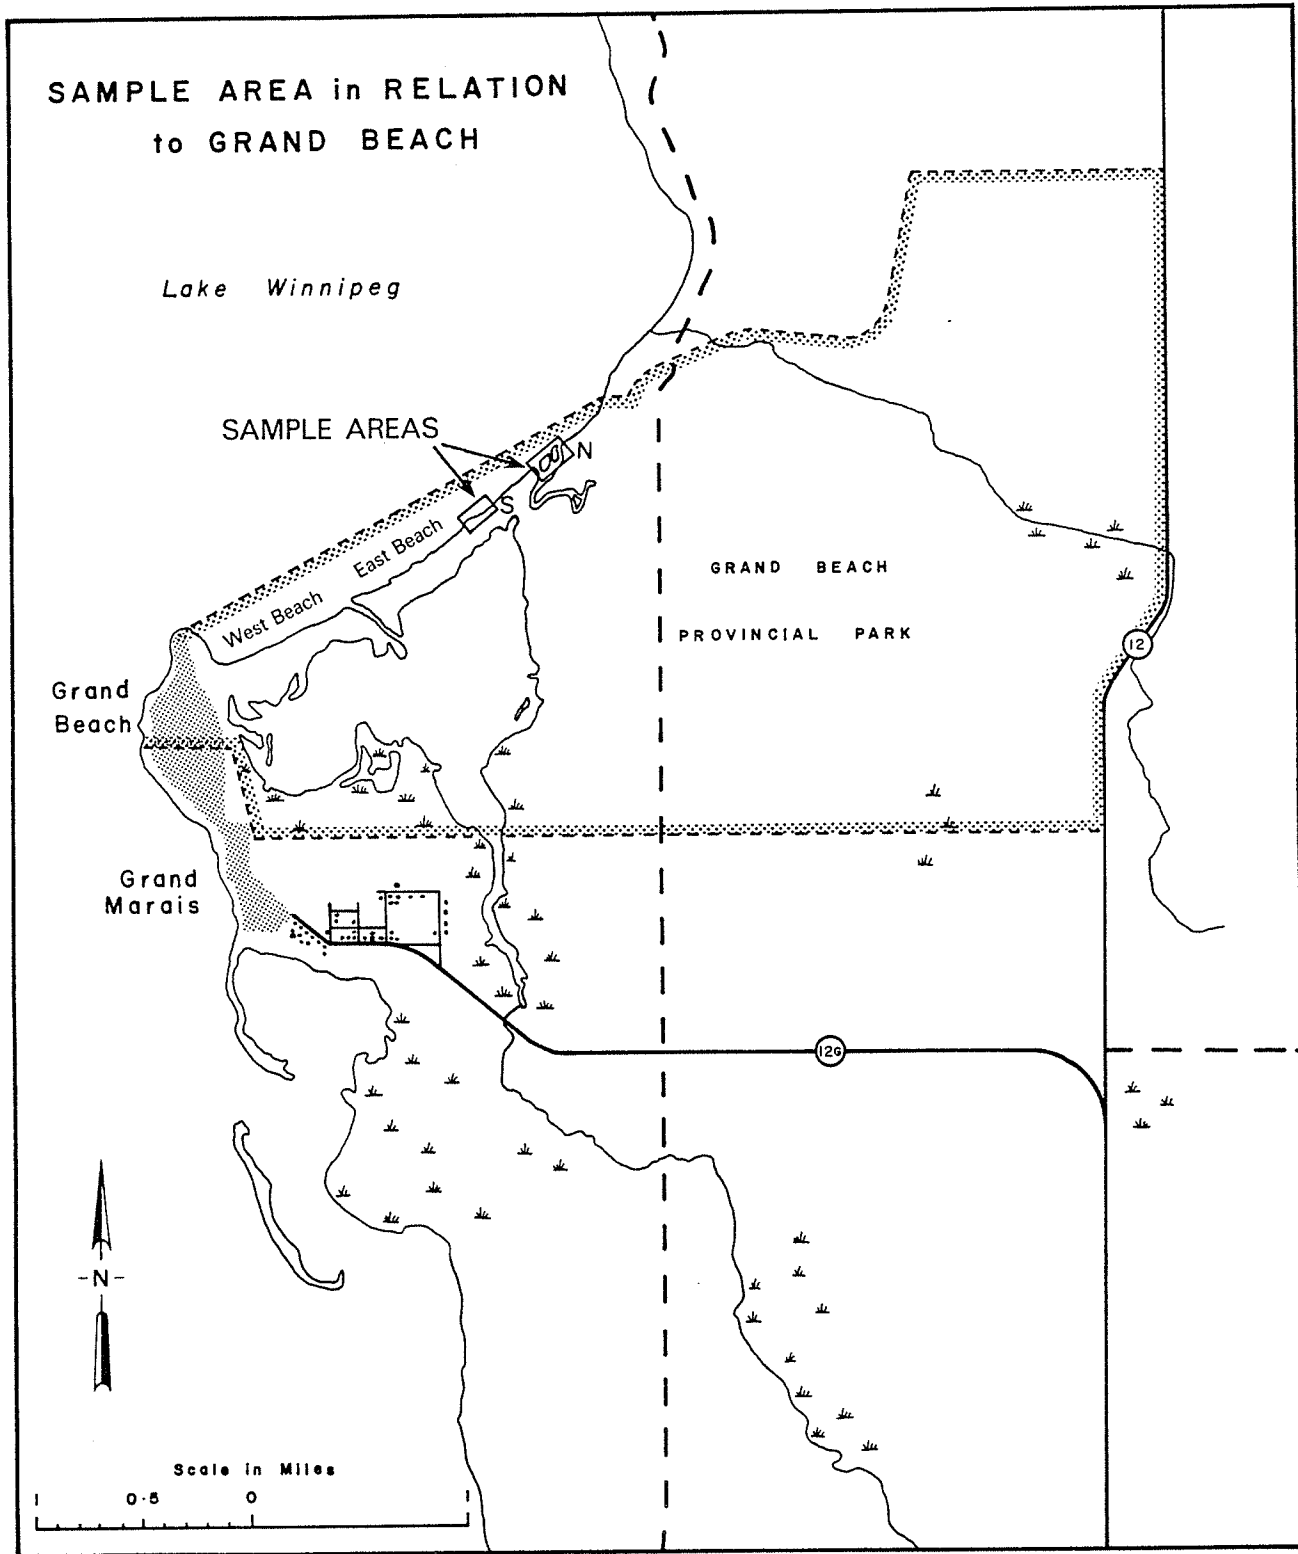 SAMPLE AREA in RELATION
to GRAND BEACH
Lake Winnipeg
SAMPLE AREAS
N
S
East Beach
West Beach
GRAND BEACH
PROVINCIAL PARK
12
Grand
Beach
Grand
Marais
12G
-N-
Scale in Miles
1 0·5 0 1